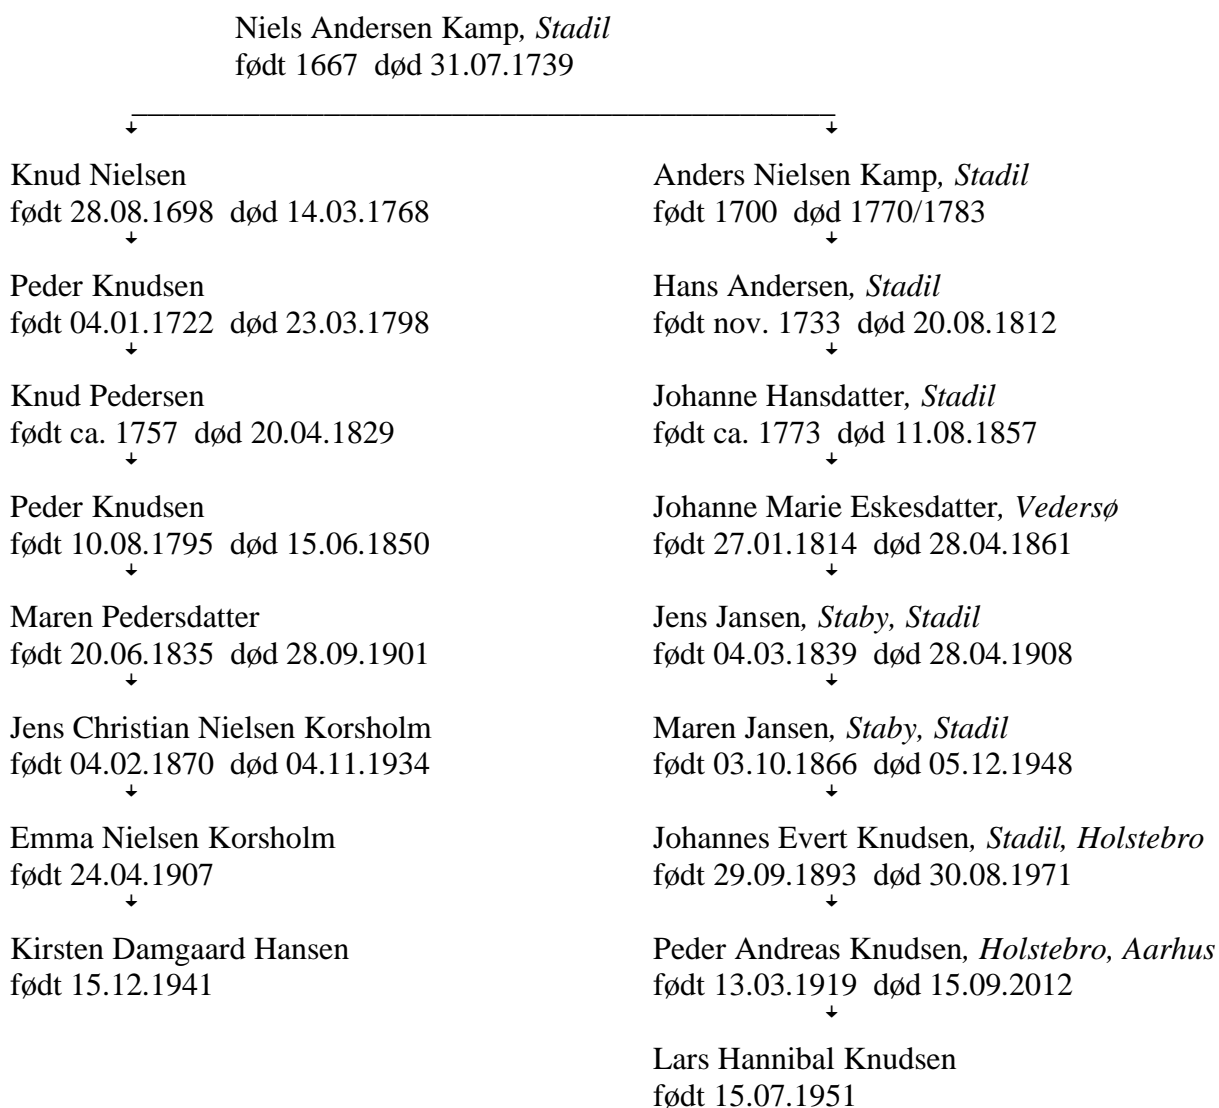 Niels Andersen Kamp, Stadil
født 1667 død 31.07.1739
Knud Nielsen
født 28.08.1698 død 14.03.1768
Anders Nielsen Kamp, Stadil
født 1700 død 1770/1783
Peder Knudsen
født 04.01.1722 død 23.03.1798
Hans Andersen, Stadil
født nov. 1733 død 20.08.1812
Knud Pedersen
født ca. 1757 død 20.04.1829
Johanne Hansdatter, Stadil
født ca. 1773 død 11.08.1857
Peder Knudsen
født 10.08.1795 død 15.06.1850
Johanne Marie Eskesdatter, Vedersø
født 27.01.1814 død 28.04.1861
Maren Pedersdatter
født 20.06.1835 død 28.09.1901
Jens Jansen, Staby, Stadil
født 04.03.1839 død 28.04.1908
Jens Christian Nielsen Korsholm
født 04.02.1870 død 04.11.1934
Maren Jansen, Staby, Stadil
født 03.10.1866 død 05.12.1948
Emma Nielsen Korsholm
født 24.04.1907
Johannes Evert Knudsen, Stadil, Holstebro
født 29.09.1893 død 30.08.1971
Kirsten Damgaard Hansen
født 15.12.1941
Peder Andreas Knudsen, Holstebro, Aarhus
født 13.03.1919 død 15.09.2012
Lars Hannibal Knudsen
født 15.07.1951